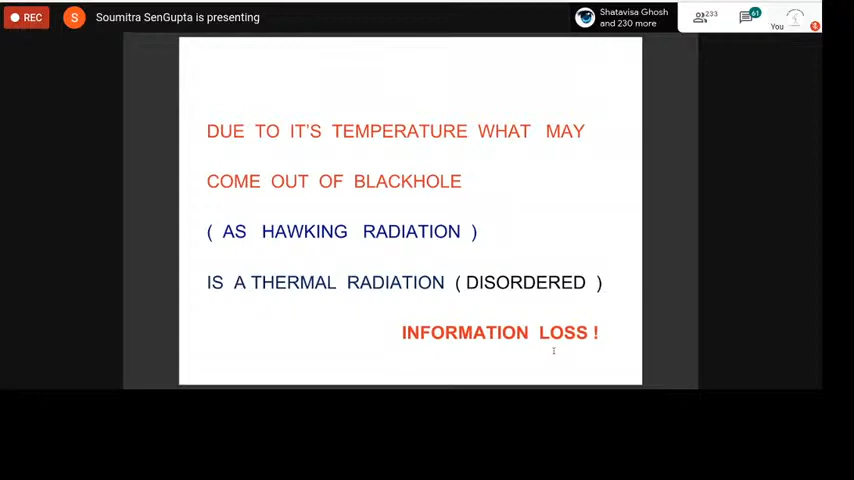 REC
S
Soumitra SenGupta is presenting
Shatavisa Ghosh
and 230 more
233
61
You
DUE TO IT'S TEMPERATURE WHAT MAY
COME OUT OF BLACKHOLE
( AS HAWKING RADIATION )
IS A THERMAL RADIATION ( DISORDERED )
INFORMATION LOSS !